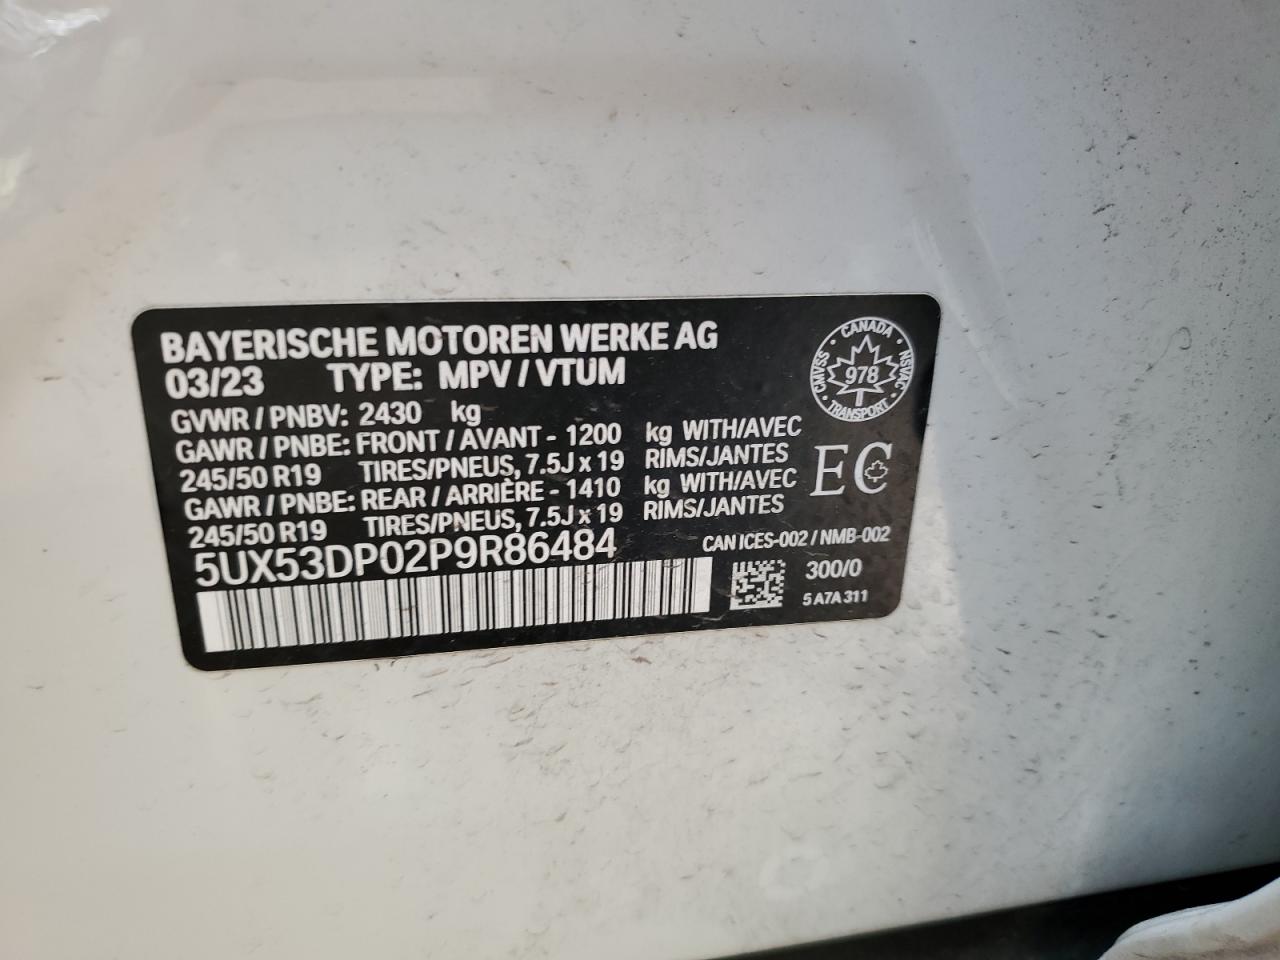 BAYERISCHE MOTOREN WERKE AG
03/23 TYPE: MPV / VTUM
GVWR / PNBV: 2430 kg
GAWR / PNBE: FRONT / AVANT - 1200 kg WITH/AVEC
245/50 R19 TIRES/PNEUS, 7.5J x 19 RIMS/JANTES
GAWR / PNBE: REAR / ARRIÈRE - 1410 kg WITH/AVEC
245/50 R19 TIRES/PNEUS, 7.5J x 19 RIMS/JANTES
5UX53DP02P9R86484
CANADA
CMVSS 978 NSVAC
TRANSPORT
EC
CAN ICES-002 / NMB-002
300/0
5 A7A 311